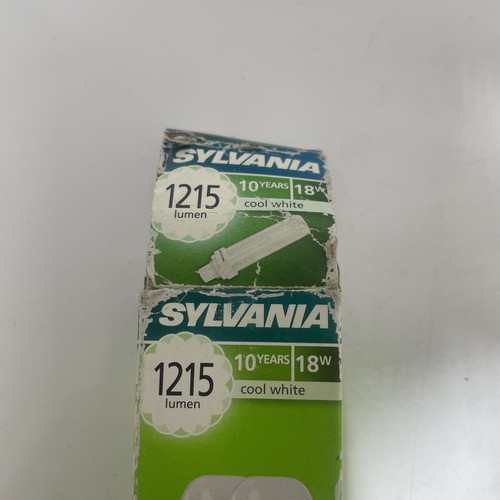 SYLVANIA
1215
lumen
10 YEARS
18W
cool white
SYLVANIA
1215
lumen
10 YEARS
18W
cool white